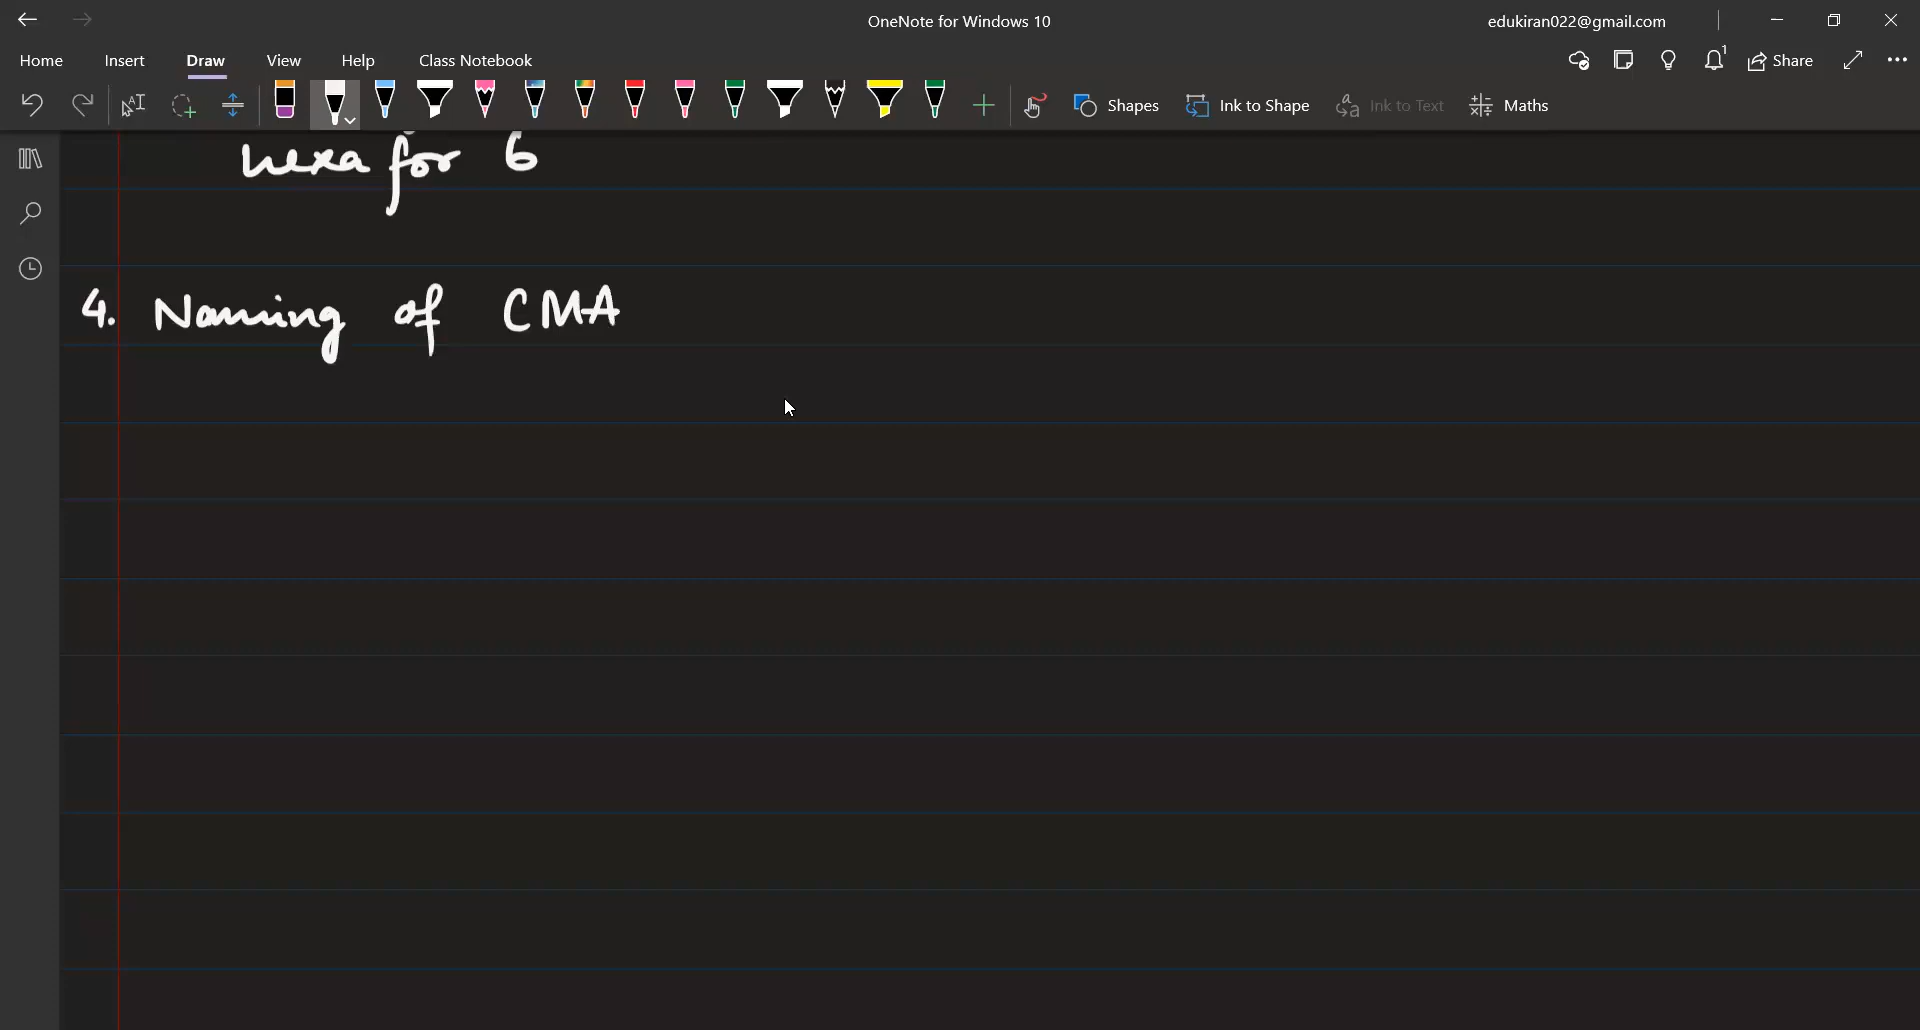 OneNote for Windows 10
edukiran022@gmail.com
Home Insert Draw View Help Class Notebook
1 Share
Shapes Ink to Shape Ink to Text Maths
hexa for 6
4. Naming of CMA